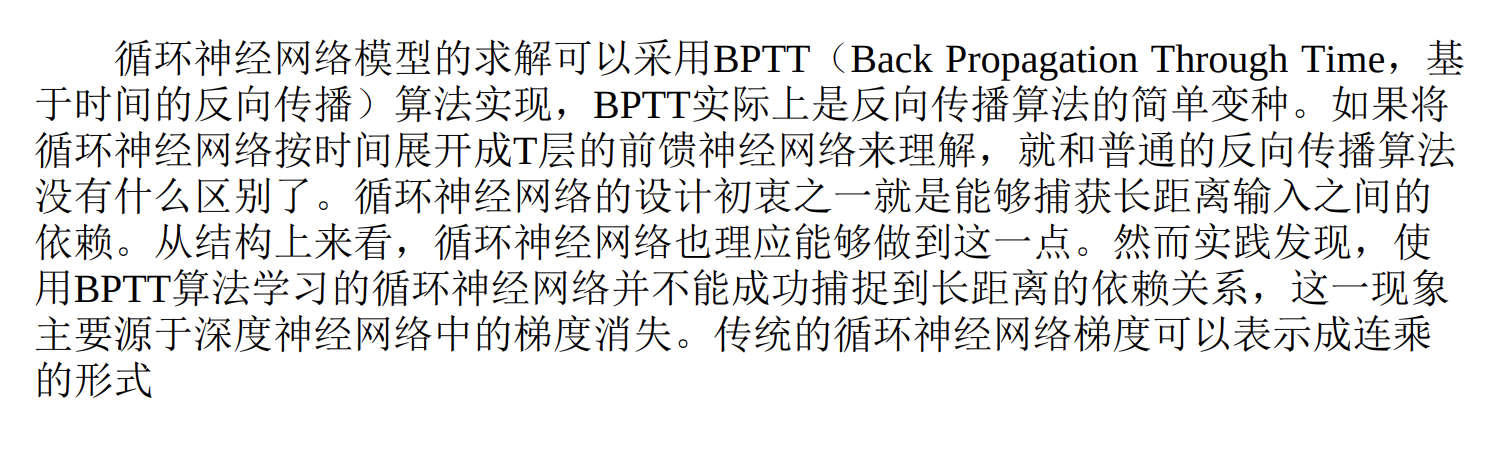 循环神经网络模型的求解可以采用BPTT（Back Propagation Through Time，基
于时间的反向传播）算法实现，BPTT实际上是反向传播算法的简单变种。如果将
循环神经网络按时间展开成T层的前馈神经网络来理解，就和普通的反向传播算法
没有什么区别了。循环神经网络的设计初衷之一就是能够捕获长距离输入之间的
依赖。从结构上来看，循环神经网络也理应能够做到这一点。然而实践发现，使
用BPTT算法学习的循环神经网络并不能成功捕捉到长距离的依赖关系，这一现象
主要源于深度神经网络中的梯度消失。传统的循环神经网络梯度可以表示成连乘
的形式